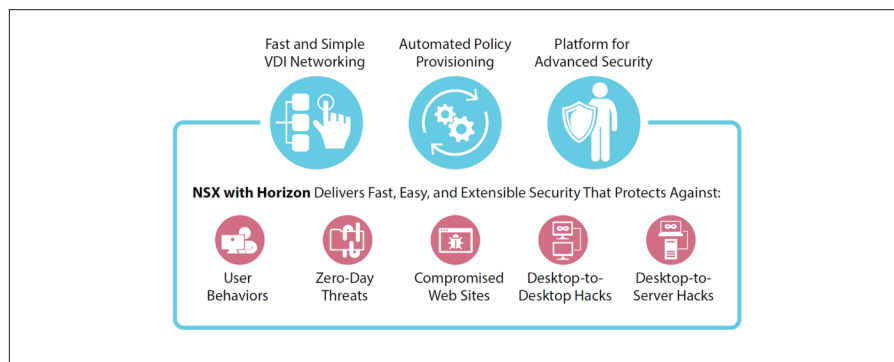 Fast and Simple
VDI Networking
Automated Policy
Provisioning
Platform for
Advanced Security
NSX with Horizon Delivers Fast, Easy, and Extensible Security That Protects Against:
User
Behaviors
Zero-Day
Threats
Compromised
Web Sites
Desktop-to-
Desktop Hacks
Desktop-to-
Server Hacks